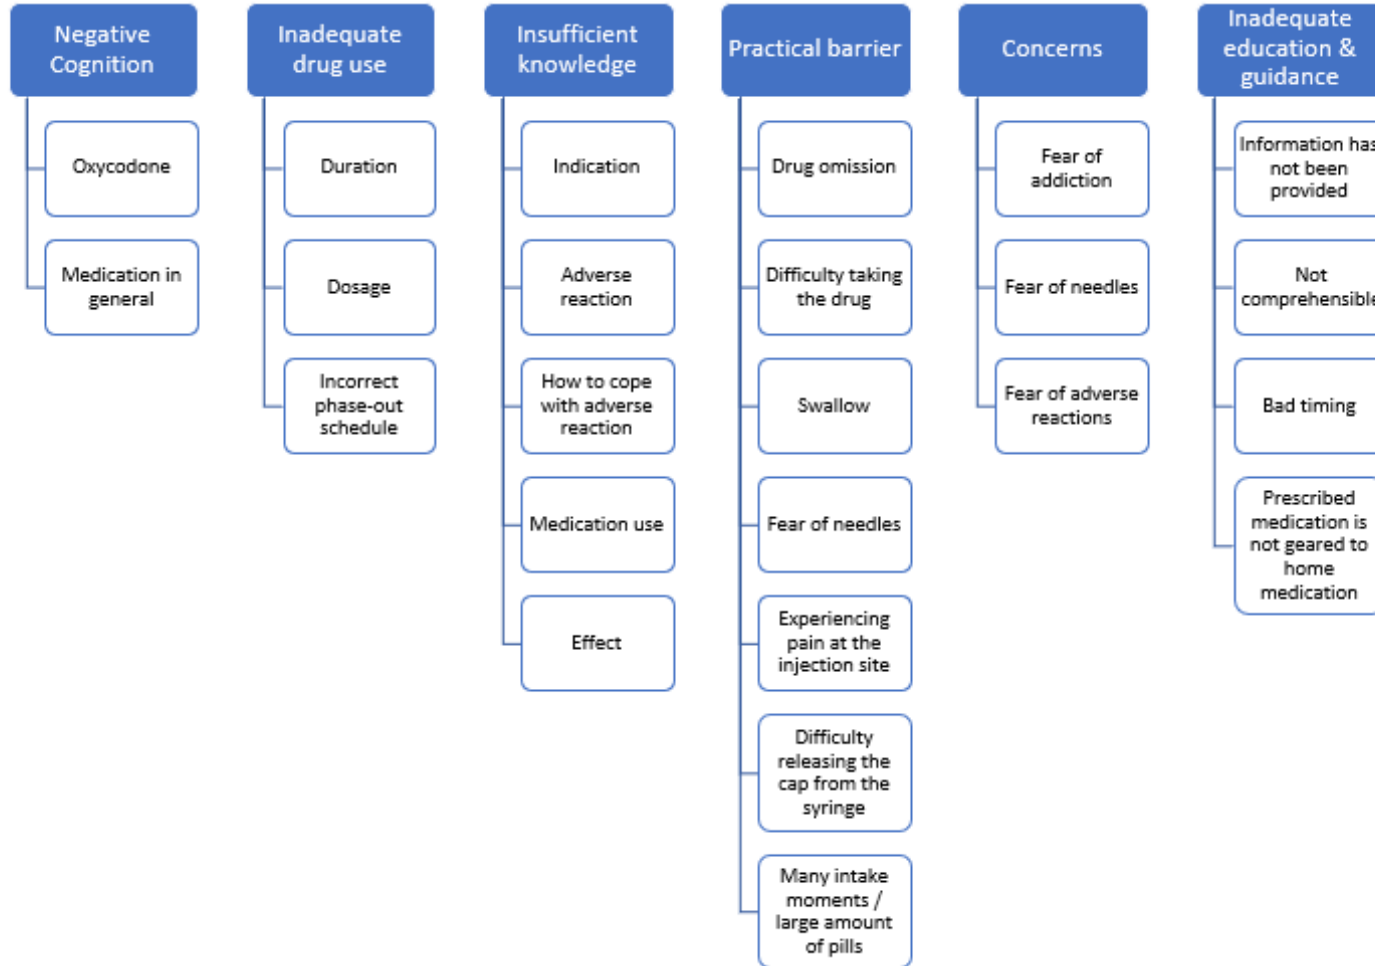 Negative
Cognition
Oxycodone
Medication in
general
Inadequate
drug use
Duration
Dosage
Incorrect
phase-out
schedule
Insufficient
knowledge
Indication
Adverse
reaction
How to cope
with adverse
reaction
Medication use
Effect
Practical barrier
Drug omission
Difficulty taking
the drug
Swallow
Fear of needles
Experiencing
pain at the
injection site
Difficulty
releasing the
cap from the
syringe
Many intake
moments /
large amount
of pills
Concerns
Fear of
addiction
Fear of needles
Fear of adverse
reactions
Inadequate
education &
guidance
Information has
not been
provided
Not
comprehensible
Bad timing
Prescribed
medication is
not geared to
home
medication